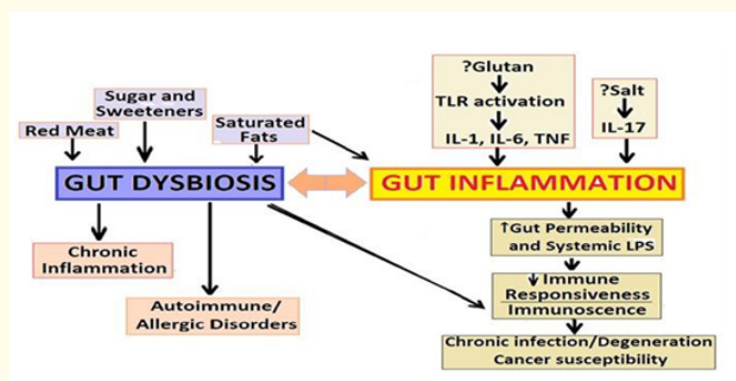 Red Meat
Sugar and
Sweeteners
Saturated
Fats
?Glutan
TLR activation
IL-1, IL-6, TNF
?Salt
IL-17
GUT DYSBIOSIS
GUT INFLAMMATION
Chronic
Inflammation
Autoimmune/
Allergic Disorders
↑Gut Permeability
and Systemic LPS
↓Immune
Responsiveness
Immunoscence
Chronic infection/Degeneration
Cancer susceptibility